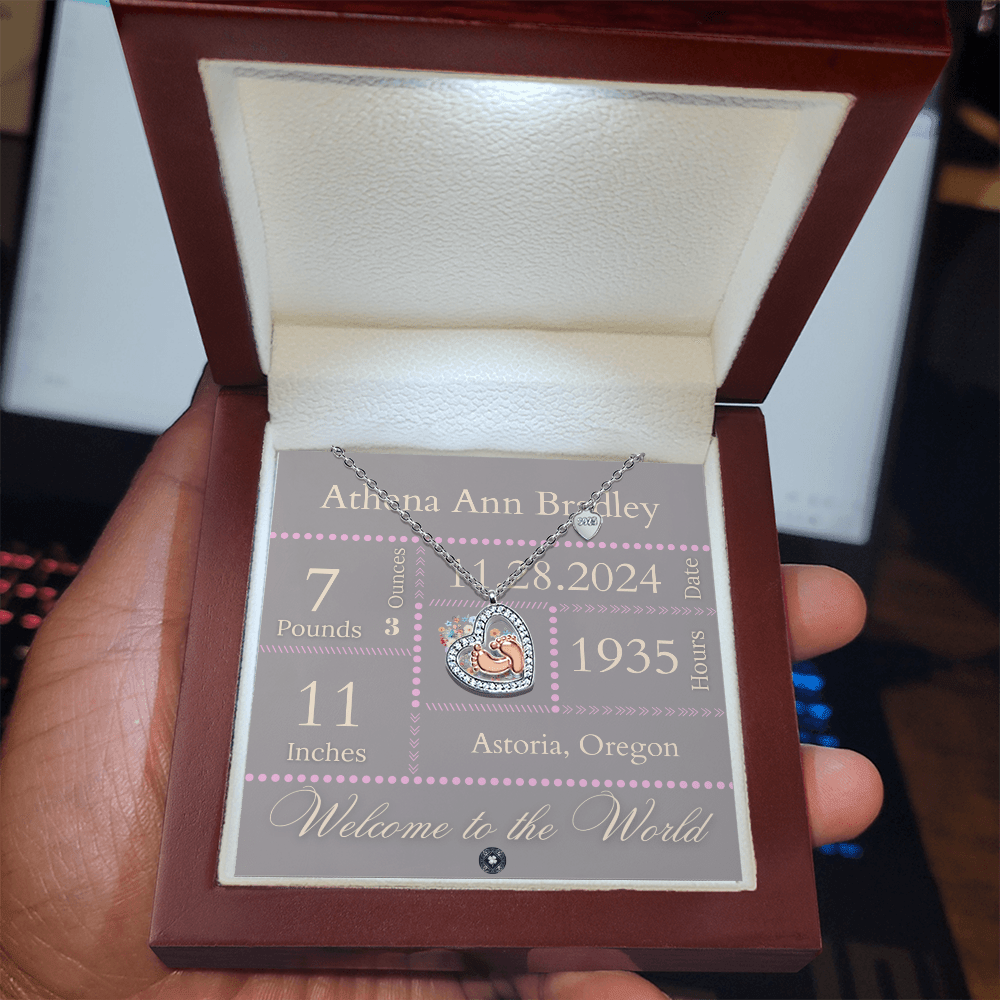 Athena Ann Bradley
7
Pounds
3 Ounces
11.28.2024
Date
1935
Hours
11
Inches
Astoria, Oregon
Welcome to the World